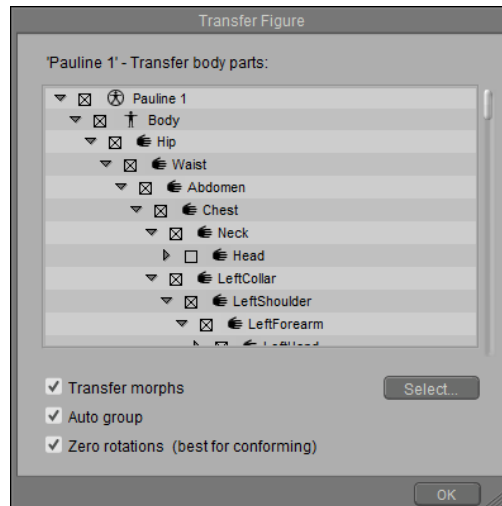 Transfer Figure
'Pauline 1' - Transfer body parts:
Pauline 1
Body
Hip
Waist
Abdomen
Chest
Neck
Head
LeftCollar
LeftShoulder
LeftForearm
LeftHand
Transfer morphs
Select...
Auto group
Zero rotations (best for conforming)
OK